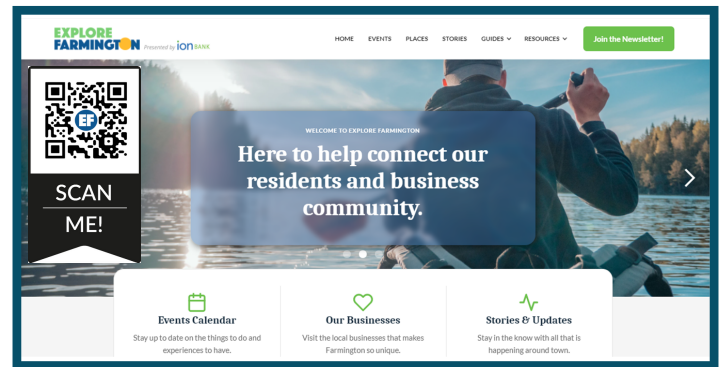 EXPLORE
FARMINGTON Presented by ion BANK
HOME EVENTS PLACES STORIES GUIDES RESOURCES Join the Newsletter!
EF
SCAN
ME!
WELCOME TO EXPLORE FARMINGTON
Here to help connect our
residents and business
community.
Events Calendar
Stay up to date on the things to do and
experiences to have.
Our Businesses
Visit the local businesses that makes
Farmington so unique.
Stories & Updates
Stay in the know with all that is
happening around town.